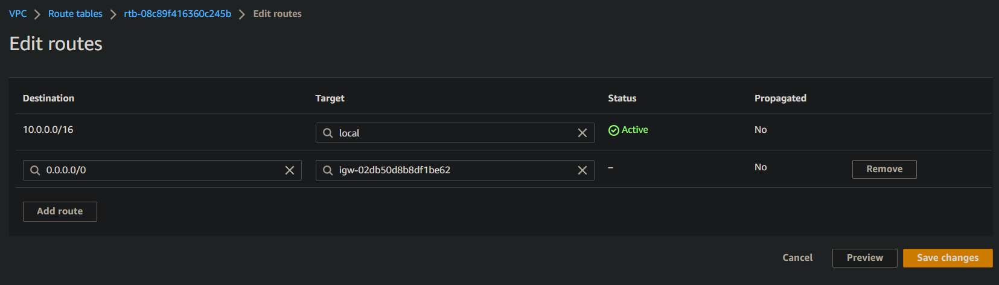 VPC > Route tables > rtb-08c89f416360c245b > Edit routes
Edit routes
Destination Target Status Propagated
10.0.0.0/16 local Active No
0.0.0.0/0 igw-02db50d8b8df1be62 – No Remove
Add route
Cancel Preview Save changes